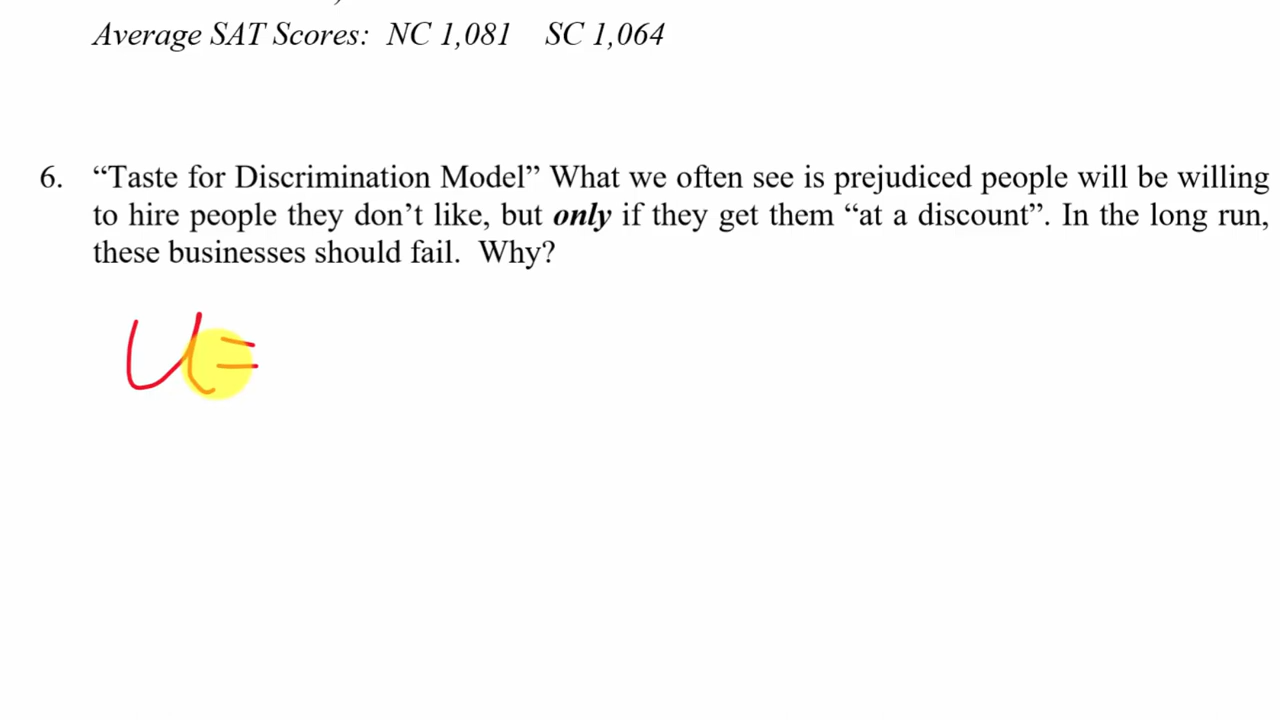 Average SAT Scores: NC 1,081 SC 1,064
6. “Taste for Discrimination Model” What we often see is prejudiced people will be willing
to hire people they don’t like, but only if they get them “at a discount”. In the long run,
these businesses should fail. Why?
U=